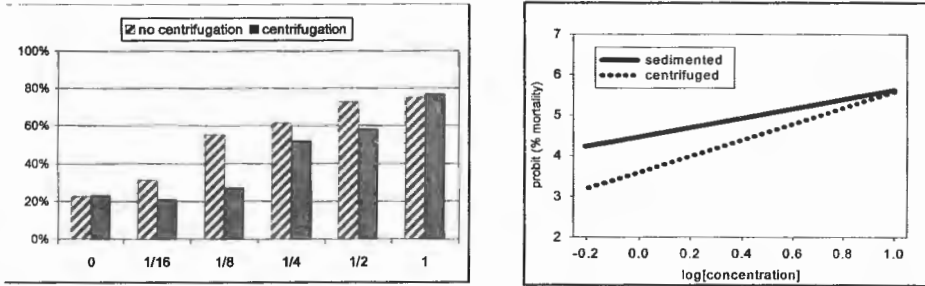 no centrifugation centrifugation
100%
80%
60%
40%
20%
0%
0 1/16 1/8 1/4 1/2 1
7
6
5
4
3
2
probit (% mortality)
sedimented
centrifuged
-0.2 0.0 0.2 0.4 0.6 0.8 1.0
log[concentration]